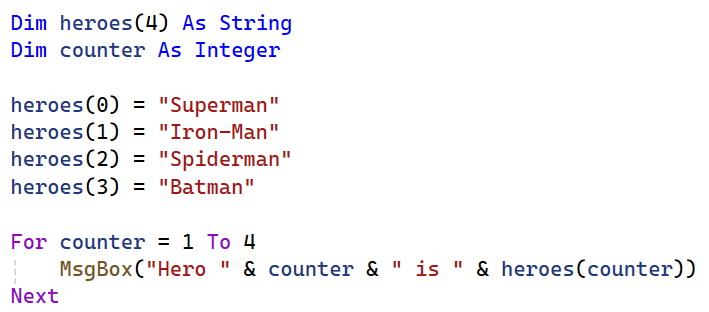 Dim heroes(4) As String
Dim counter As Integer
heroes(0) = "Superman"
heroes(1) = "Iron-Man"
heroes(2) = "Spiderman"
heroes(3) = "Batman"
For counter = 1 To 4
MsgBox("Hero " & counter & " is " & heroes(counter))
Next